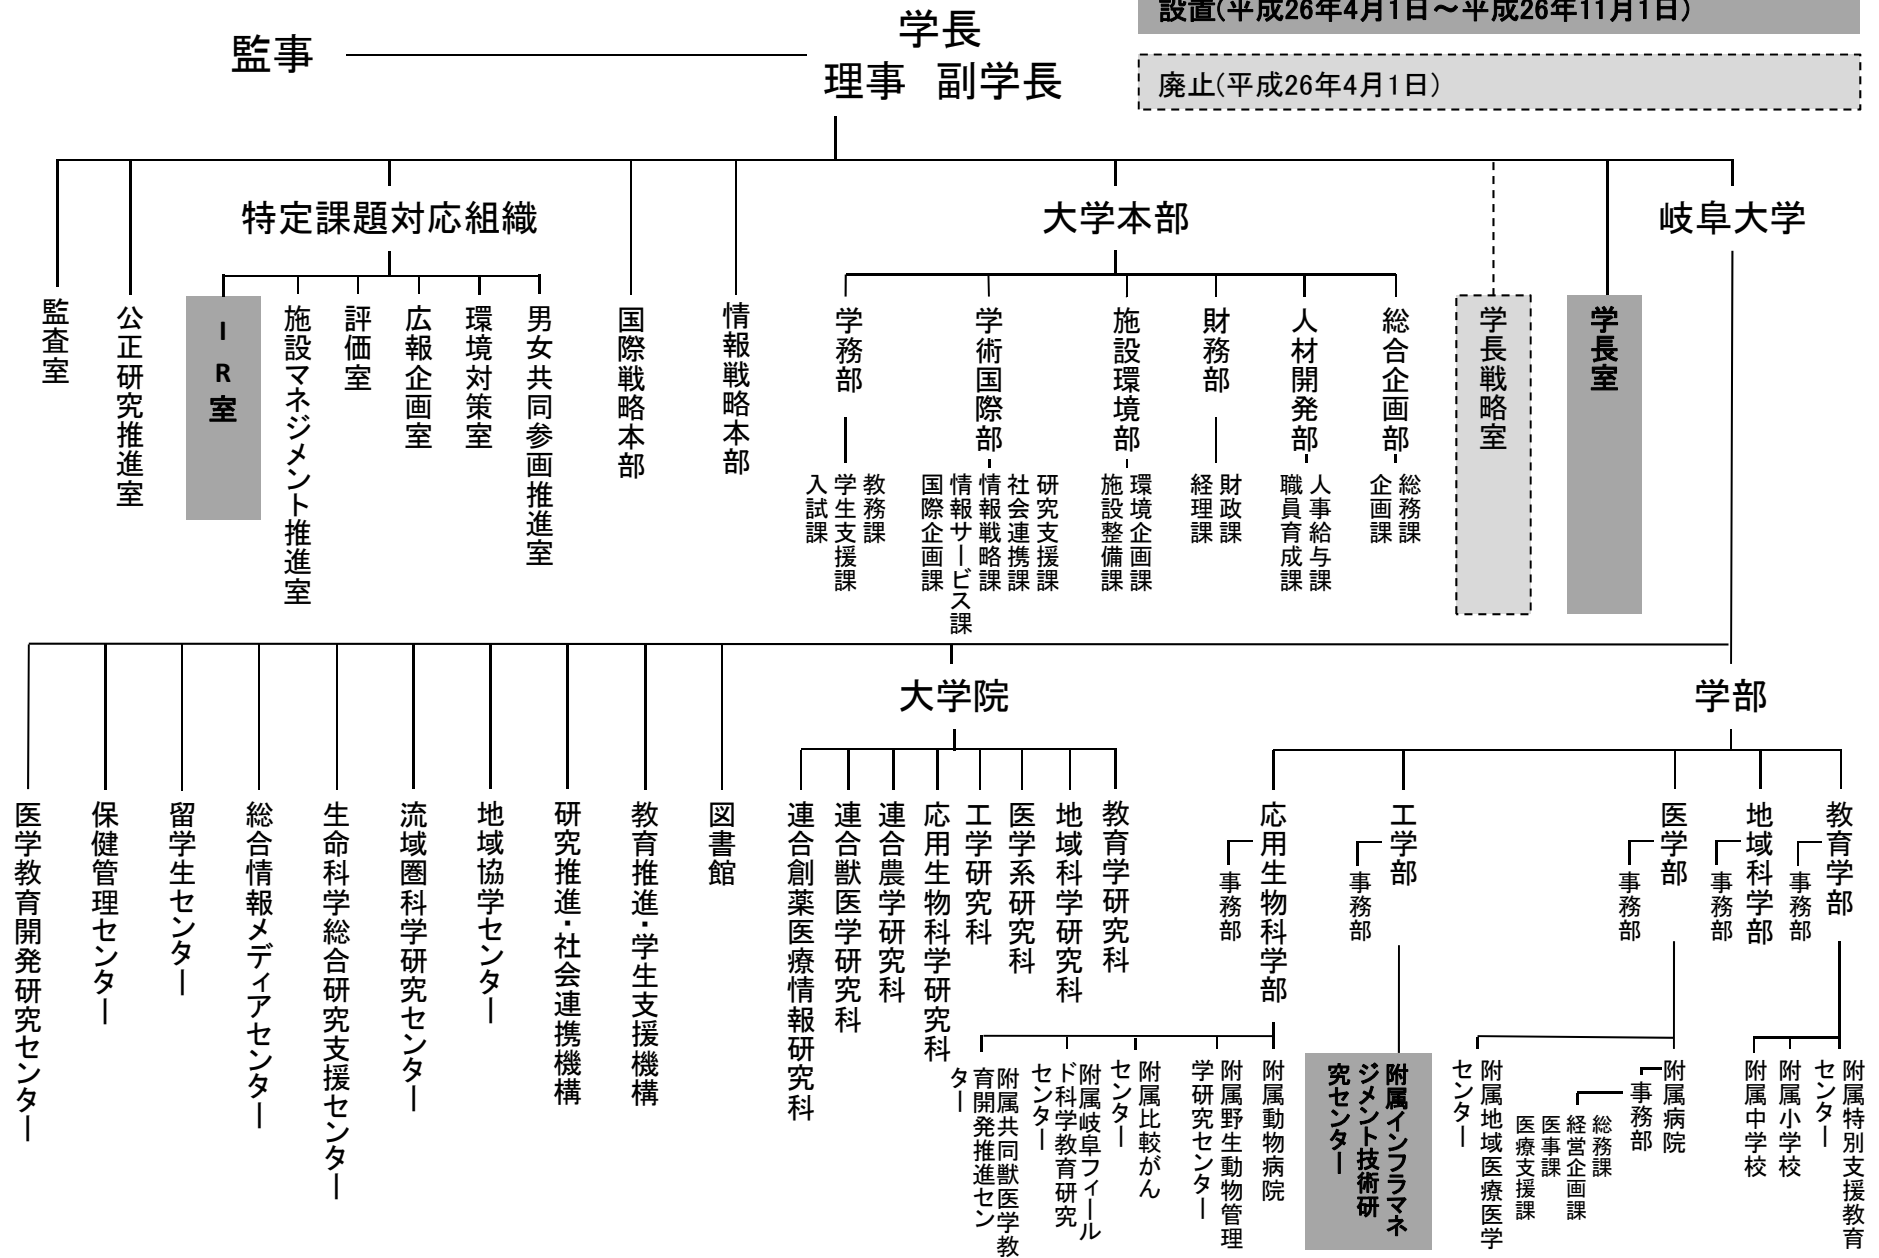 設置(平成26年4月1日～平成26年11月1日)
廃止(平成26年4月1日)
監事
学長
理事 副学長
特定課題対応組織
大学本部
岐阜大学
監査室
公正研究推進室
IR室
施設マネジメント推進室
評価室
広報企画室
環境対策室
男女共同参画推進室
国際戦略本部
情報戦略本部
学務部
教務課
学生支援課
入試課
学術国際部
研究支援課
社会連携課
情報戦略課
情報サービス課
国際企画課
施設環境部
環境企画課
施設整備課
財務部
財政課
経理課
人材開発部
人事給与課
職員育成課
総合企画部
総務課
企画課
学長戦略室
学長室
大学院
学部
医学教育開発研究センター
保健管理センター
留学生センター
総合情報メディアセンター
生命科学総合研究支援センター
流域圏科学研究センター
地域協学センター
研究推進・社会連携機構
教育推進・学生支援機構
図書館
連合創薬医療情報研究科
連合獣医学研究科
連合農学研究科
応用生物科学研究科
工学研究科
医学系研究科
地域科学研究科
教育学研究科
応用生物科学部
事務部
工学部
事務部
医学部
事務部
地域科学部
事務部
教育学部
事務部
附属共同獣医学教
育開発推進セン
ター
附属岐阜フィール
ド科学教育研究
センター
附属比較がん
センター
附属野生動物管理
学研究センター
附属動物病院
附属インフラマネ
ジメント技術研
究センター
附属地域医療医学
センター
附属病院
事務部
総務課
経営企画課
医事課
医療支援課
附属中学校
附属小学校
附属特別支援教育
センター